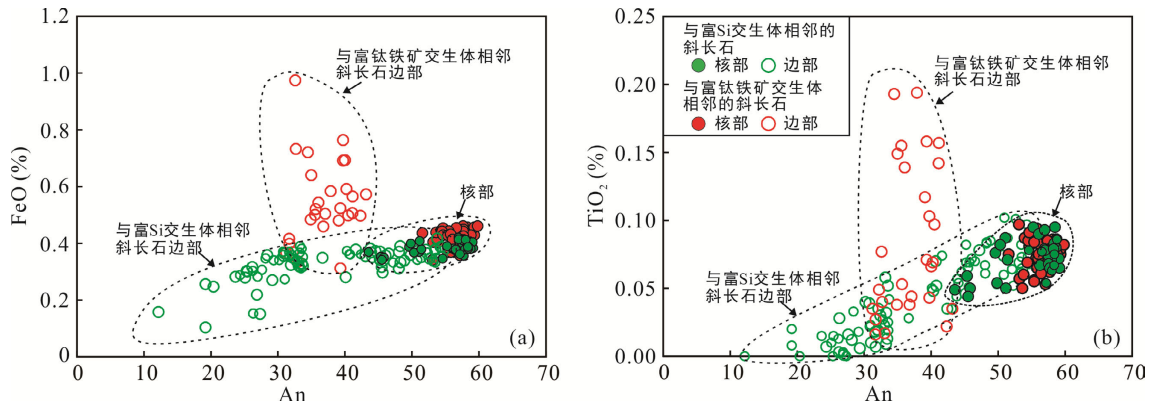 1.2
1.0
0.8
0.6
0.4
0.2
0
FeO (%)
与富钛铁矿交生体相邻
斜长石边部
核部
与富Si交生体相邻
斜长石边部
(a)
0
10
20
30
40
50
60
70
An
0.25
0.20
0.15
0.10
0.05
0.00
TiO₂ (%)
与富Si交生体相邻的
斜长石
核部 边部
与富钛铁矿交生体
相邻的斜长石
核部 边部
与富钛铁矿交生体相邻
斜长石边部
核部
与富Si交生体相邻
斜长石边部
(b)
10
20
30
40
50
60
70
An